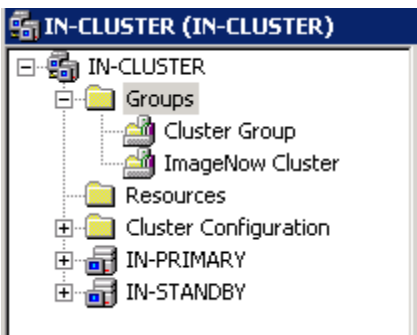 IN-CLUSTER (IN-CLUSTER)
IN-CLUSTER
Groups
Cluster Group
ImageNow Cluster
Resources
Cluster Configuration
IN-PRIMARY
IN-STANDBY